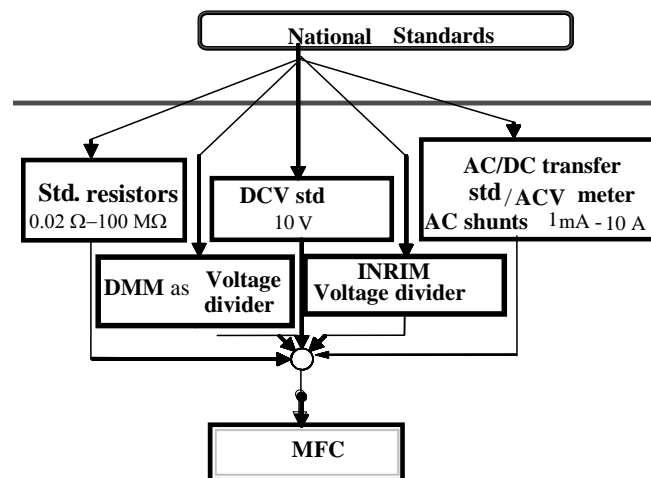 National Standards
Std. resistors
0.02 Ω–100 MΩ
DCV std
10 V
AC/DC transfer
std/ACV meter
AC shunts 1mA - 10 A
DMM as Voltage
divider
INRIM
Voltage divider
MFC